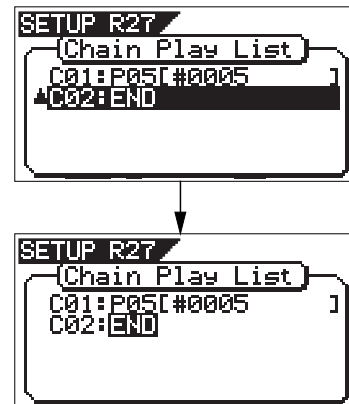 SETUP R27
Chain Play List
C01:P05[#0005 ]
C02:END
SETUP R27
Chain Play List
C01:P05[#0005 ]
C02:END